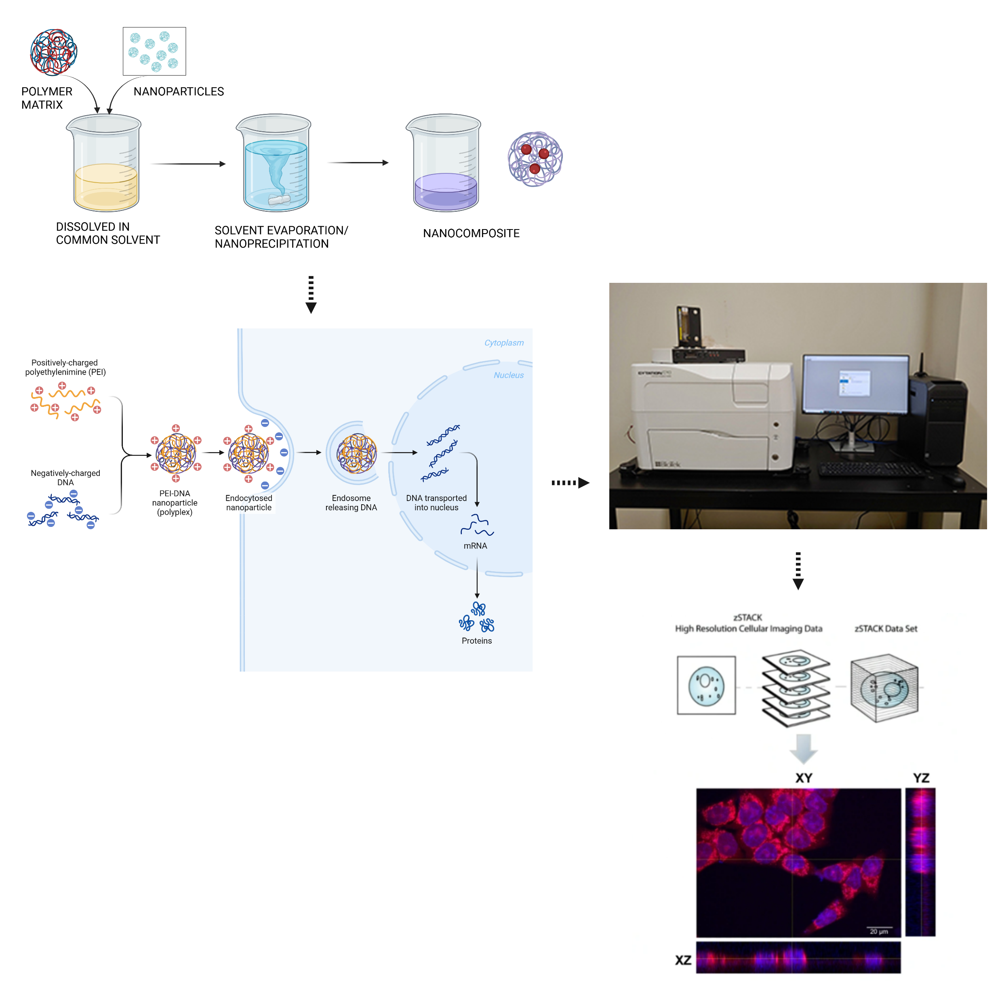 POLYMER
MATRIX
NANOPARTICLES
DISSOLVED IN
COMMON SOLVENT
SOLVENT EVAPORATION/
NANOPRECIPITATION
NANOCOMPOSITE
Cytoplasm
Nucleus
Positively-charged
polyethylenimine (PEI)
Negatively-charged
DNA
PEI-DNA
nanoparticle
(polyplex)
Endocytosed
nanoparticle
Endosome
releasing DNA
DNA transported
into nucleus
mRNA
Proteins
CYTATION
BioTek
zSTACK
High Resolution Cellular Imaging Data
zSTACK Data Set
XY
YZ
20 µm
XZ